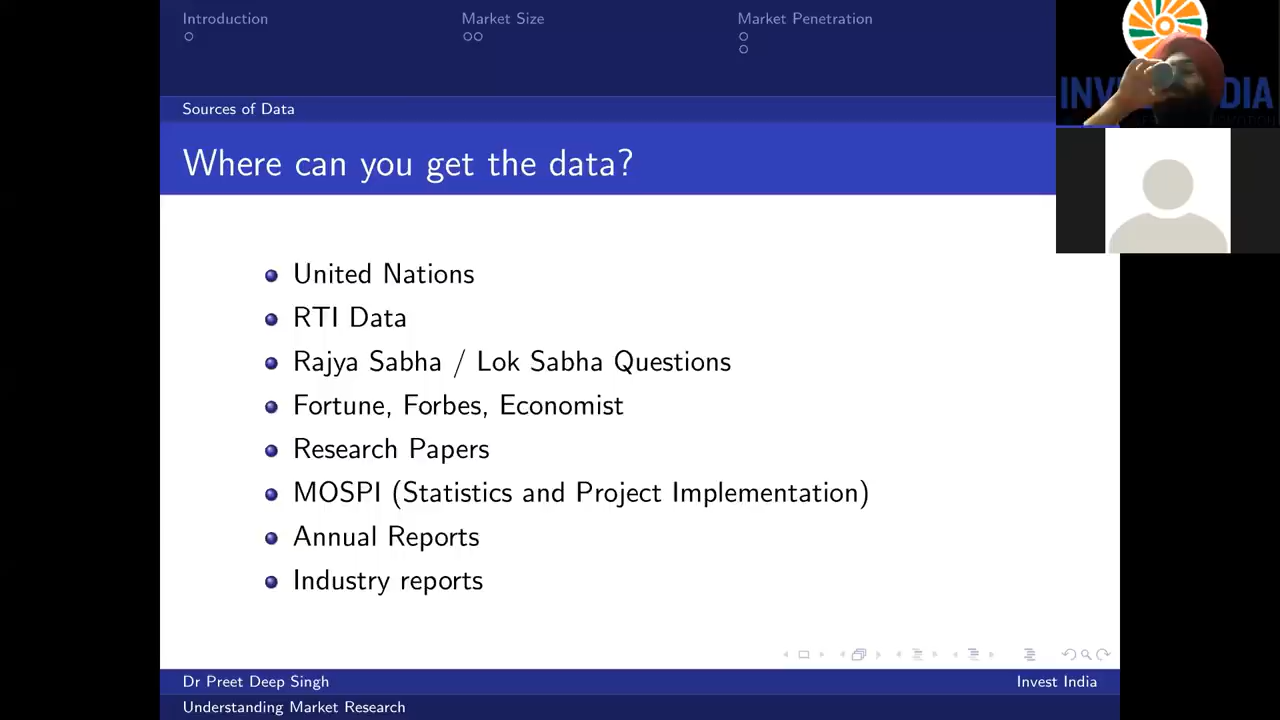 Introduction
Market Size
Market Penetration
Sources of Data
Where can you get the data?
United Nations
RTI Data
Rajya Sabha / Lok Sabha Questions
Fortune, Forbes, Economist
Research Papers
MOSPI (Statistics and Project Implementation)
Annual Reports
Industry reports
Dr Preet Deep Singh
Invest India
Understanding Market Research